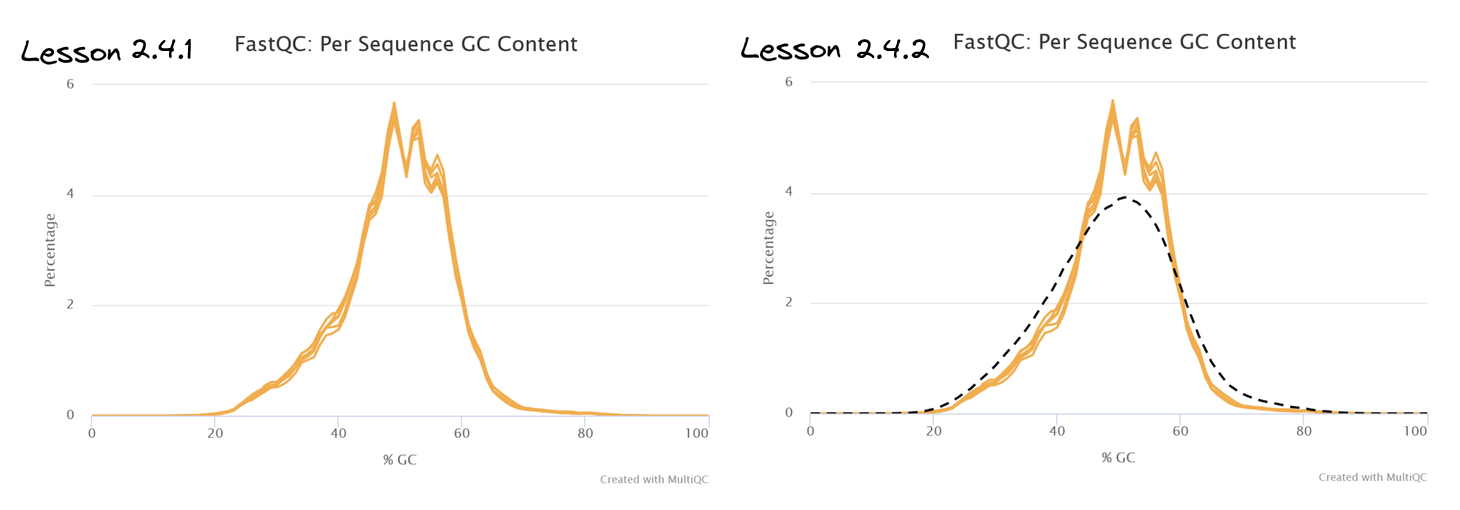 Lesson 2.4.1
FastQC: Per Sequence GC Content
6
4
2
0
Percentage
0 20 40 60 80 100
% GC
Created with MultiQC
Lesson 2.4.2
FastQC: Per Sequence GC Content
6
4
2
0
Percentage
0 20 40 60 80 100
% GC
Created with MultiQC